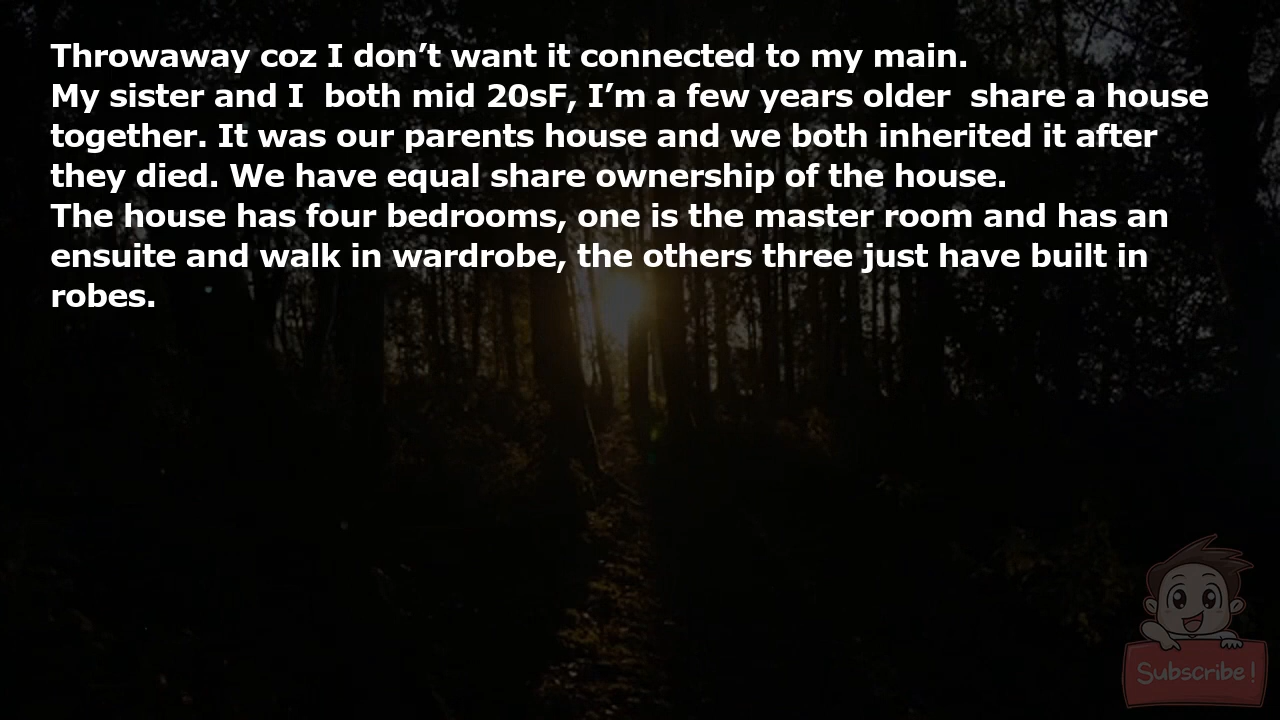 Throwaway coz I don’t want it connected to my main.
My sister and I  both mid 20sF, I’m a few years older  share a house
together. It was our parents house and we both inherited it after
they died. We have equal share ownership of the house.
The house has four bedrooms, one is the master room and has an
ensuite and walk in wardrobe, the others three just have built in
robes.
Subscribe!